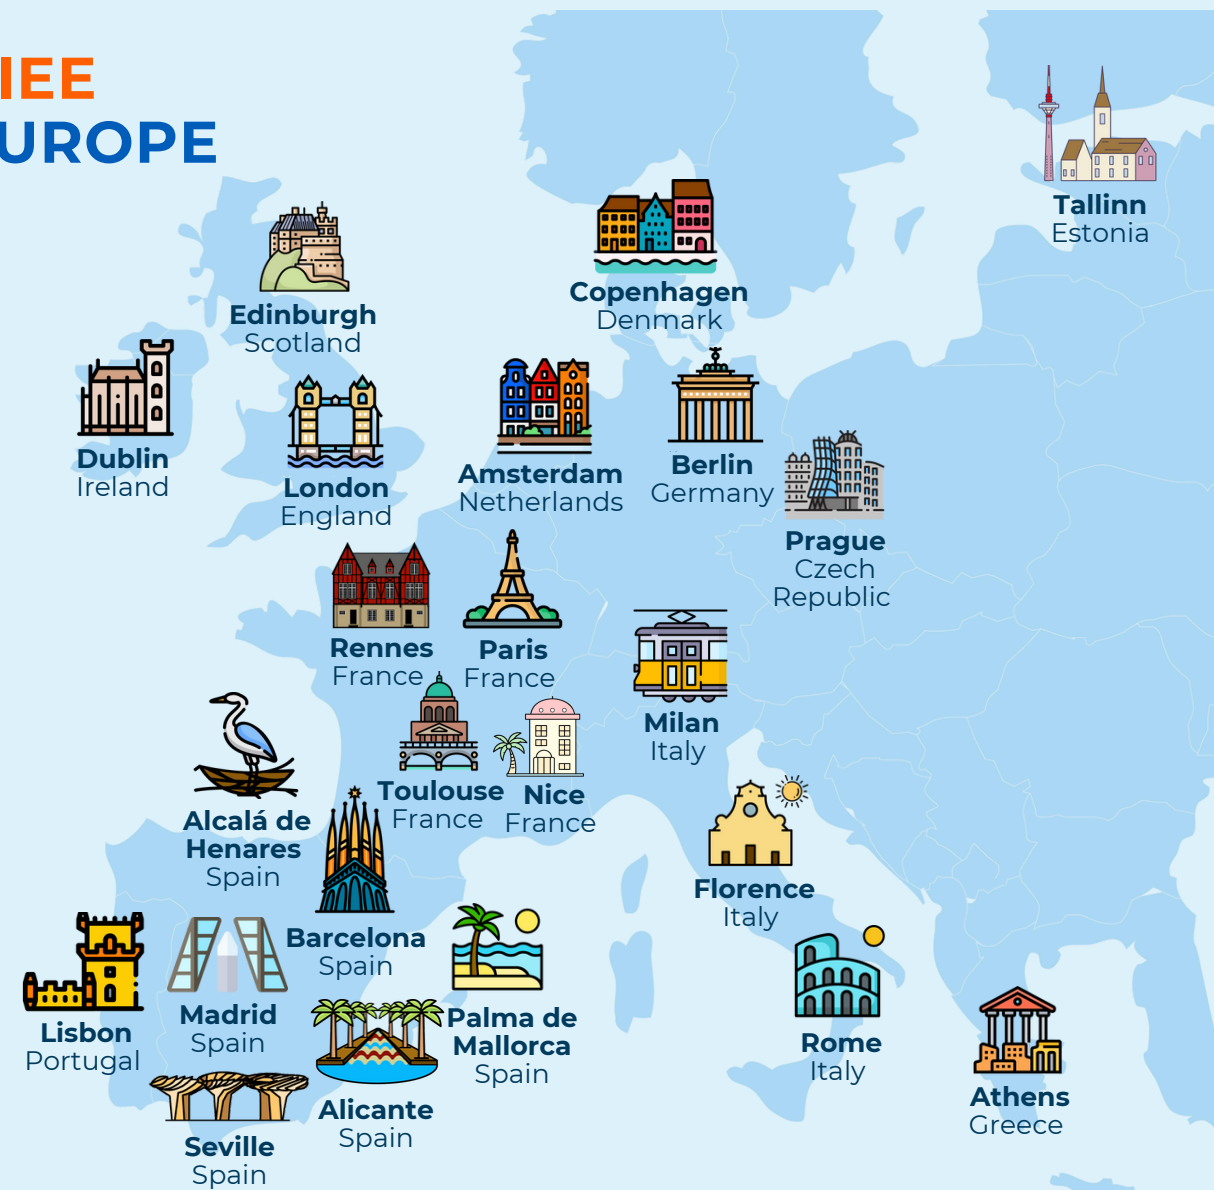 IEE
UROPE
Tallinn
Estonia
Copenhagen
Denmark
Edinburgh
Scotland
Dublin
Ireland
London
England
Amsterdam
Netherlands
Berlin
Germany
Prague
Czech
Republic
Rennes
France
Paris
France
Milan
Italy
Toulouse
France
Nice
France
Alcalá de
Henares
Spain
Florence
Italy
Barcelona
Spain
Lisbon
Portugal
Madrid
Spain
Palma de
Mallorca
Spain
Rome
Italy
Athens
Greece
Alicante
Spain
Seville
Spain